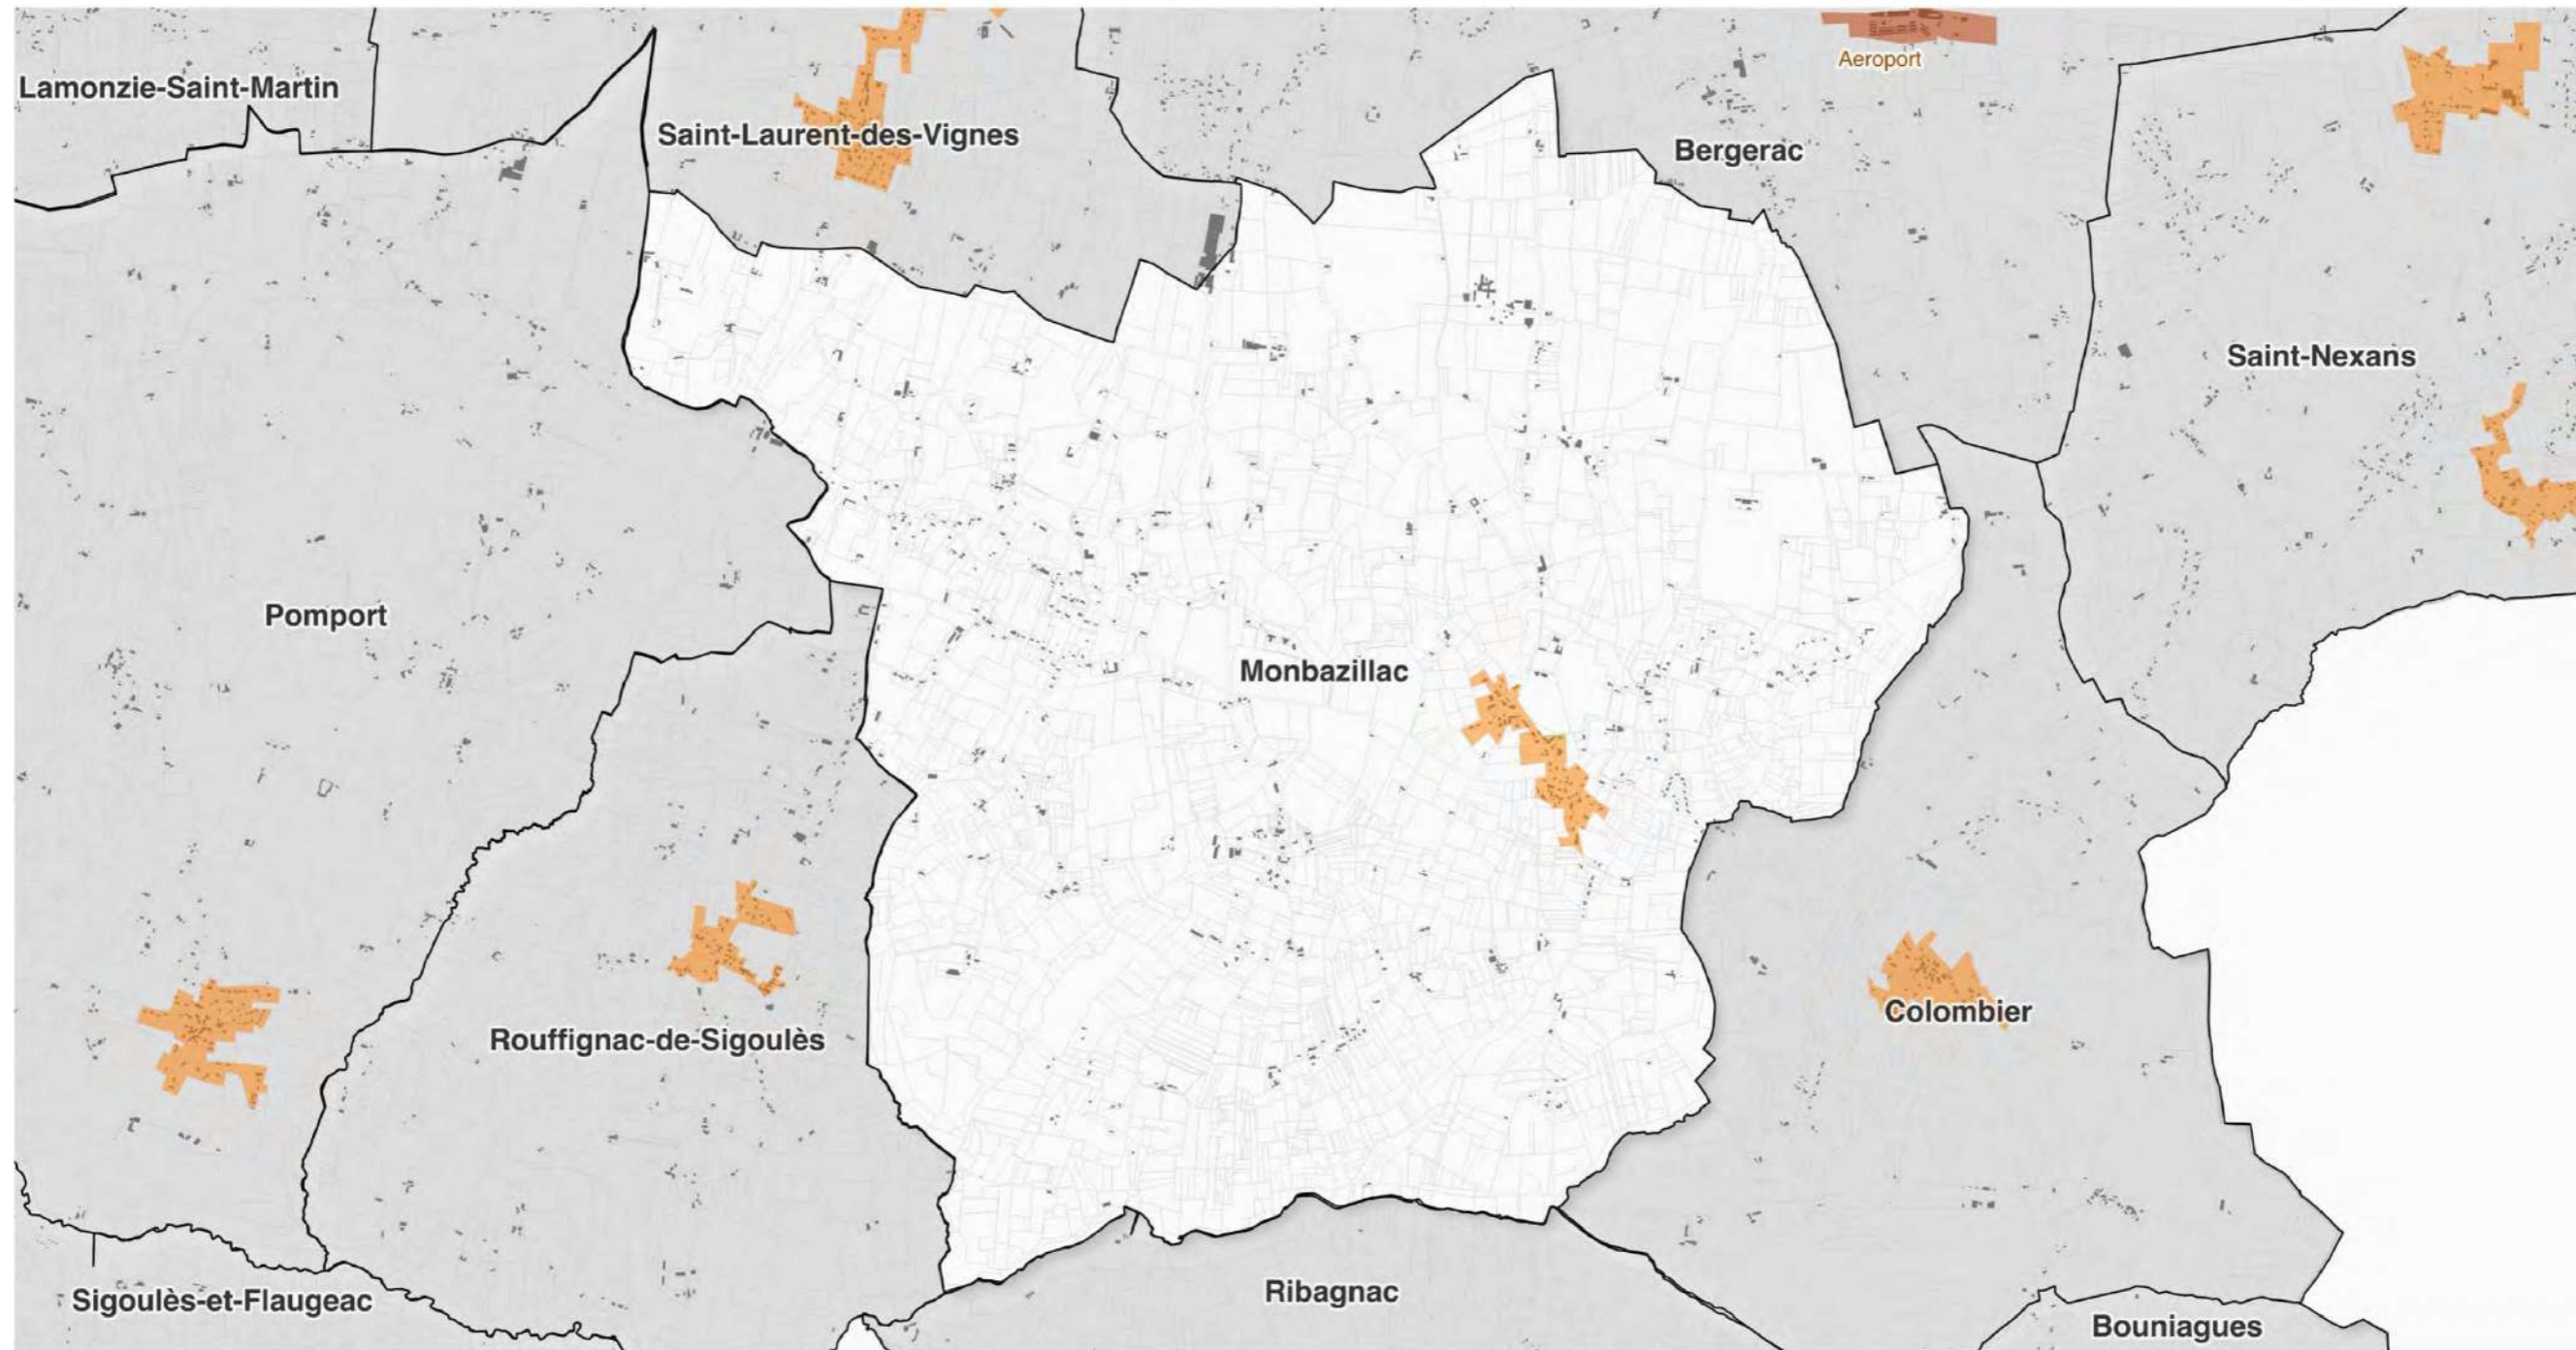 Aeroport
Lamonzie-Saint-Martin
Saint-Laurent-des-Vignes
Bergerac
Saint-Nexans
Pomport
Monbazillac
Colombier
Rouffignac-de-Sigoulès
Ribagnac
Sigoulès-et-Flaugeac
Bouniagues